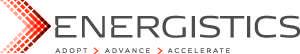 ENERGISTICS
ADOPT > ADVANCE > ACCELERATE